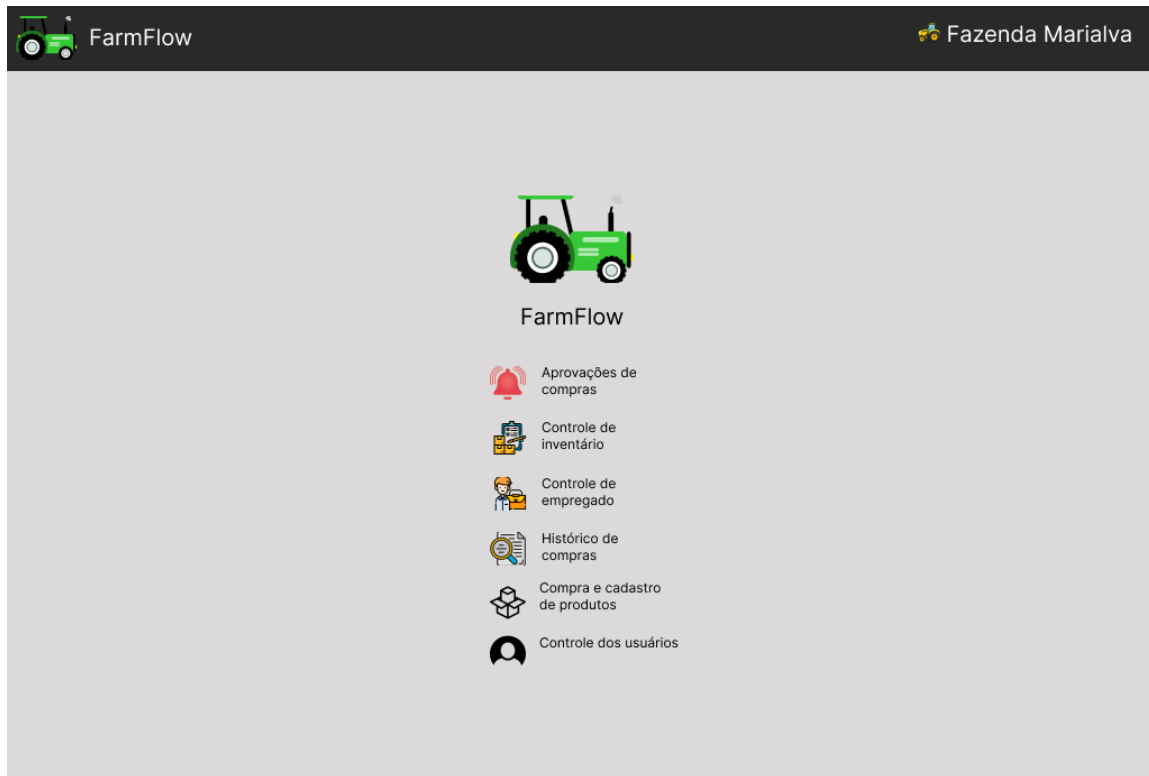 FarmFlow
Fazenda Marialva
FarmFlow
Aprovações de
compras
Controle de
inventário
Controle de
empregado
Histórico de
compras
Compra e cadastro
de produtos
Controle dos usuários